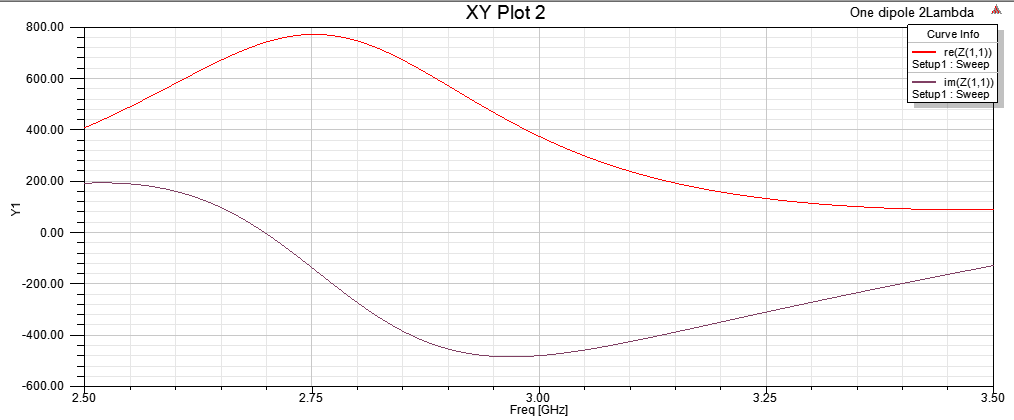 XY Plot 2
One dipole 2Lambda
Curve Info
re(Z(1,1))
Setup1 : Sweep
im(Z(1,1))
Setup1 : Sweep
800.00
600.00
400.00
200.00
0.00
-200.00
-400.00
-600.00
Y1
2.50
2.75
3.00
3.25
3.50
Freq [GHz]